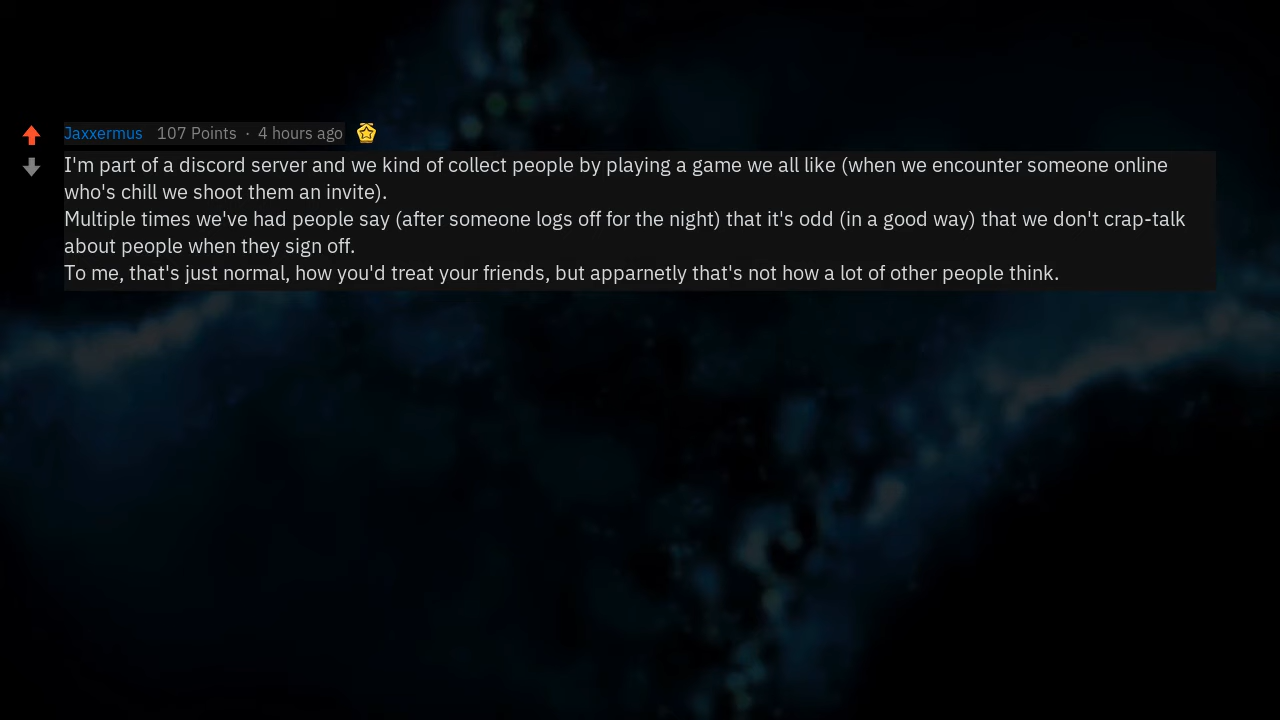 Jaxxermus 107 Points · 4 hours ago
I'm part of a discord server and we kind of collect people by playing a game we all like (when we encounter someone online
who's chill we shoot them an invite).
Multiple times we've had people say (after someone logs off for the night) that it's odd (in a good way) that we don't crap-talk
about people when they sign off.
To me, that's just normal, how you'd treat your friends, but apparnetly that's not how a lot of other people think.